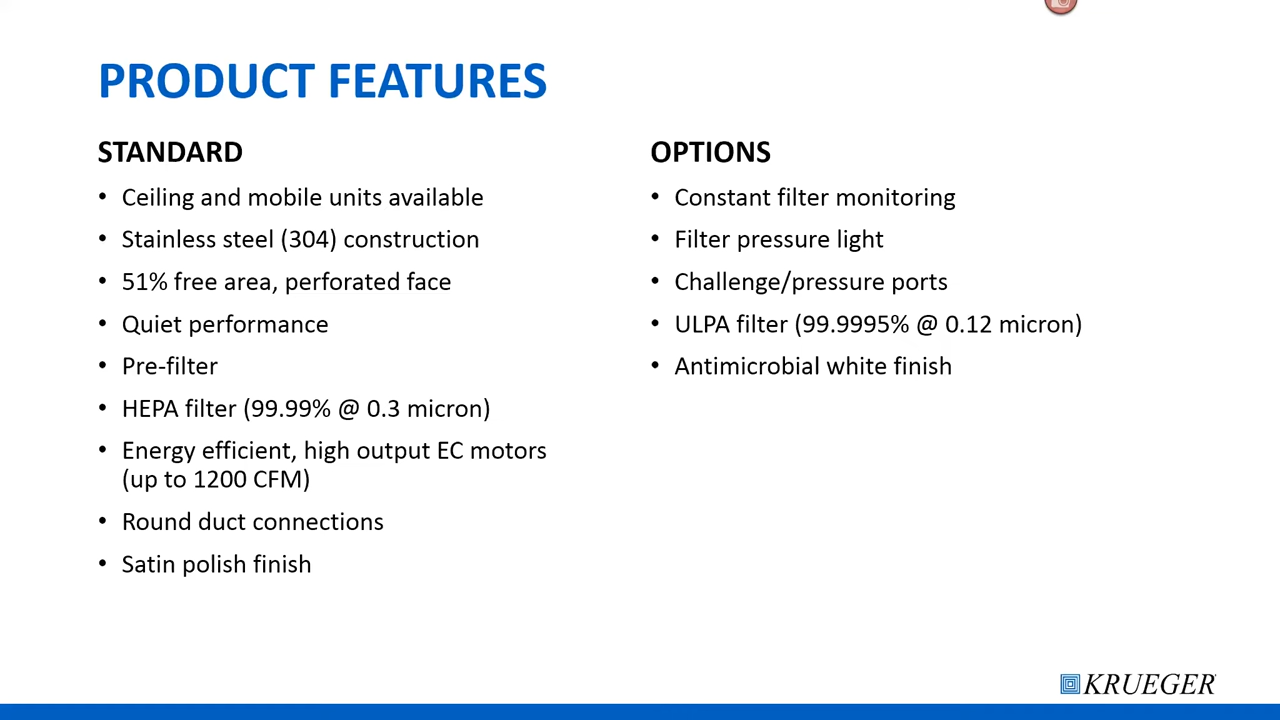 PRODUCT FEATURES
STANDARD
• Ceiling and mobile units available
• Stainless steel (304) construction
• 51% free area, perforated face
• Quiet performance
• Pre-filter
• HEPA filter (99.99% @ 0.3 micron)
• Energy efficient, high output EC motors
(up to 1200 CFM)
• Round duct connections
• Satin polish finish
OPTIONS
• Constant filter monitoring
• Filter pressure light
• Challenge/pressure ports
• ULPA filter (99.9995% @ 0.12 micron)
• Antimicrobial white finish
KRUEGER